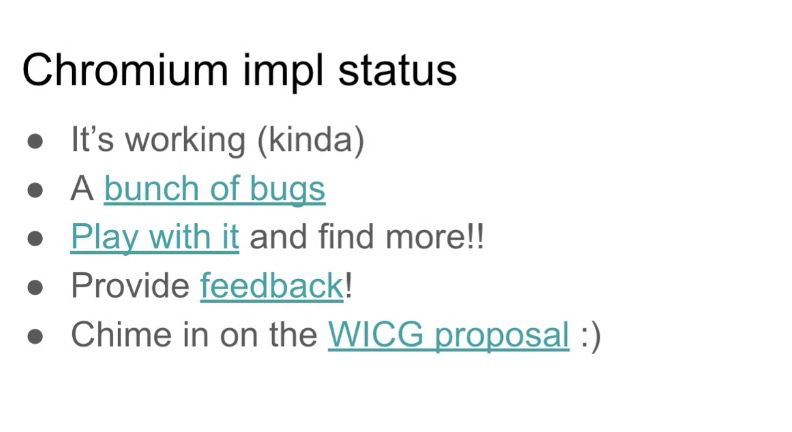 Chromium impl status
● It’s working (kinda)
● A bunch of bugs
● Play with it and find more!!
● Provide feedback!
● Chime in on the WICG proposal :)